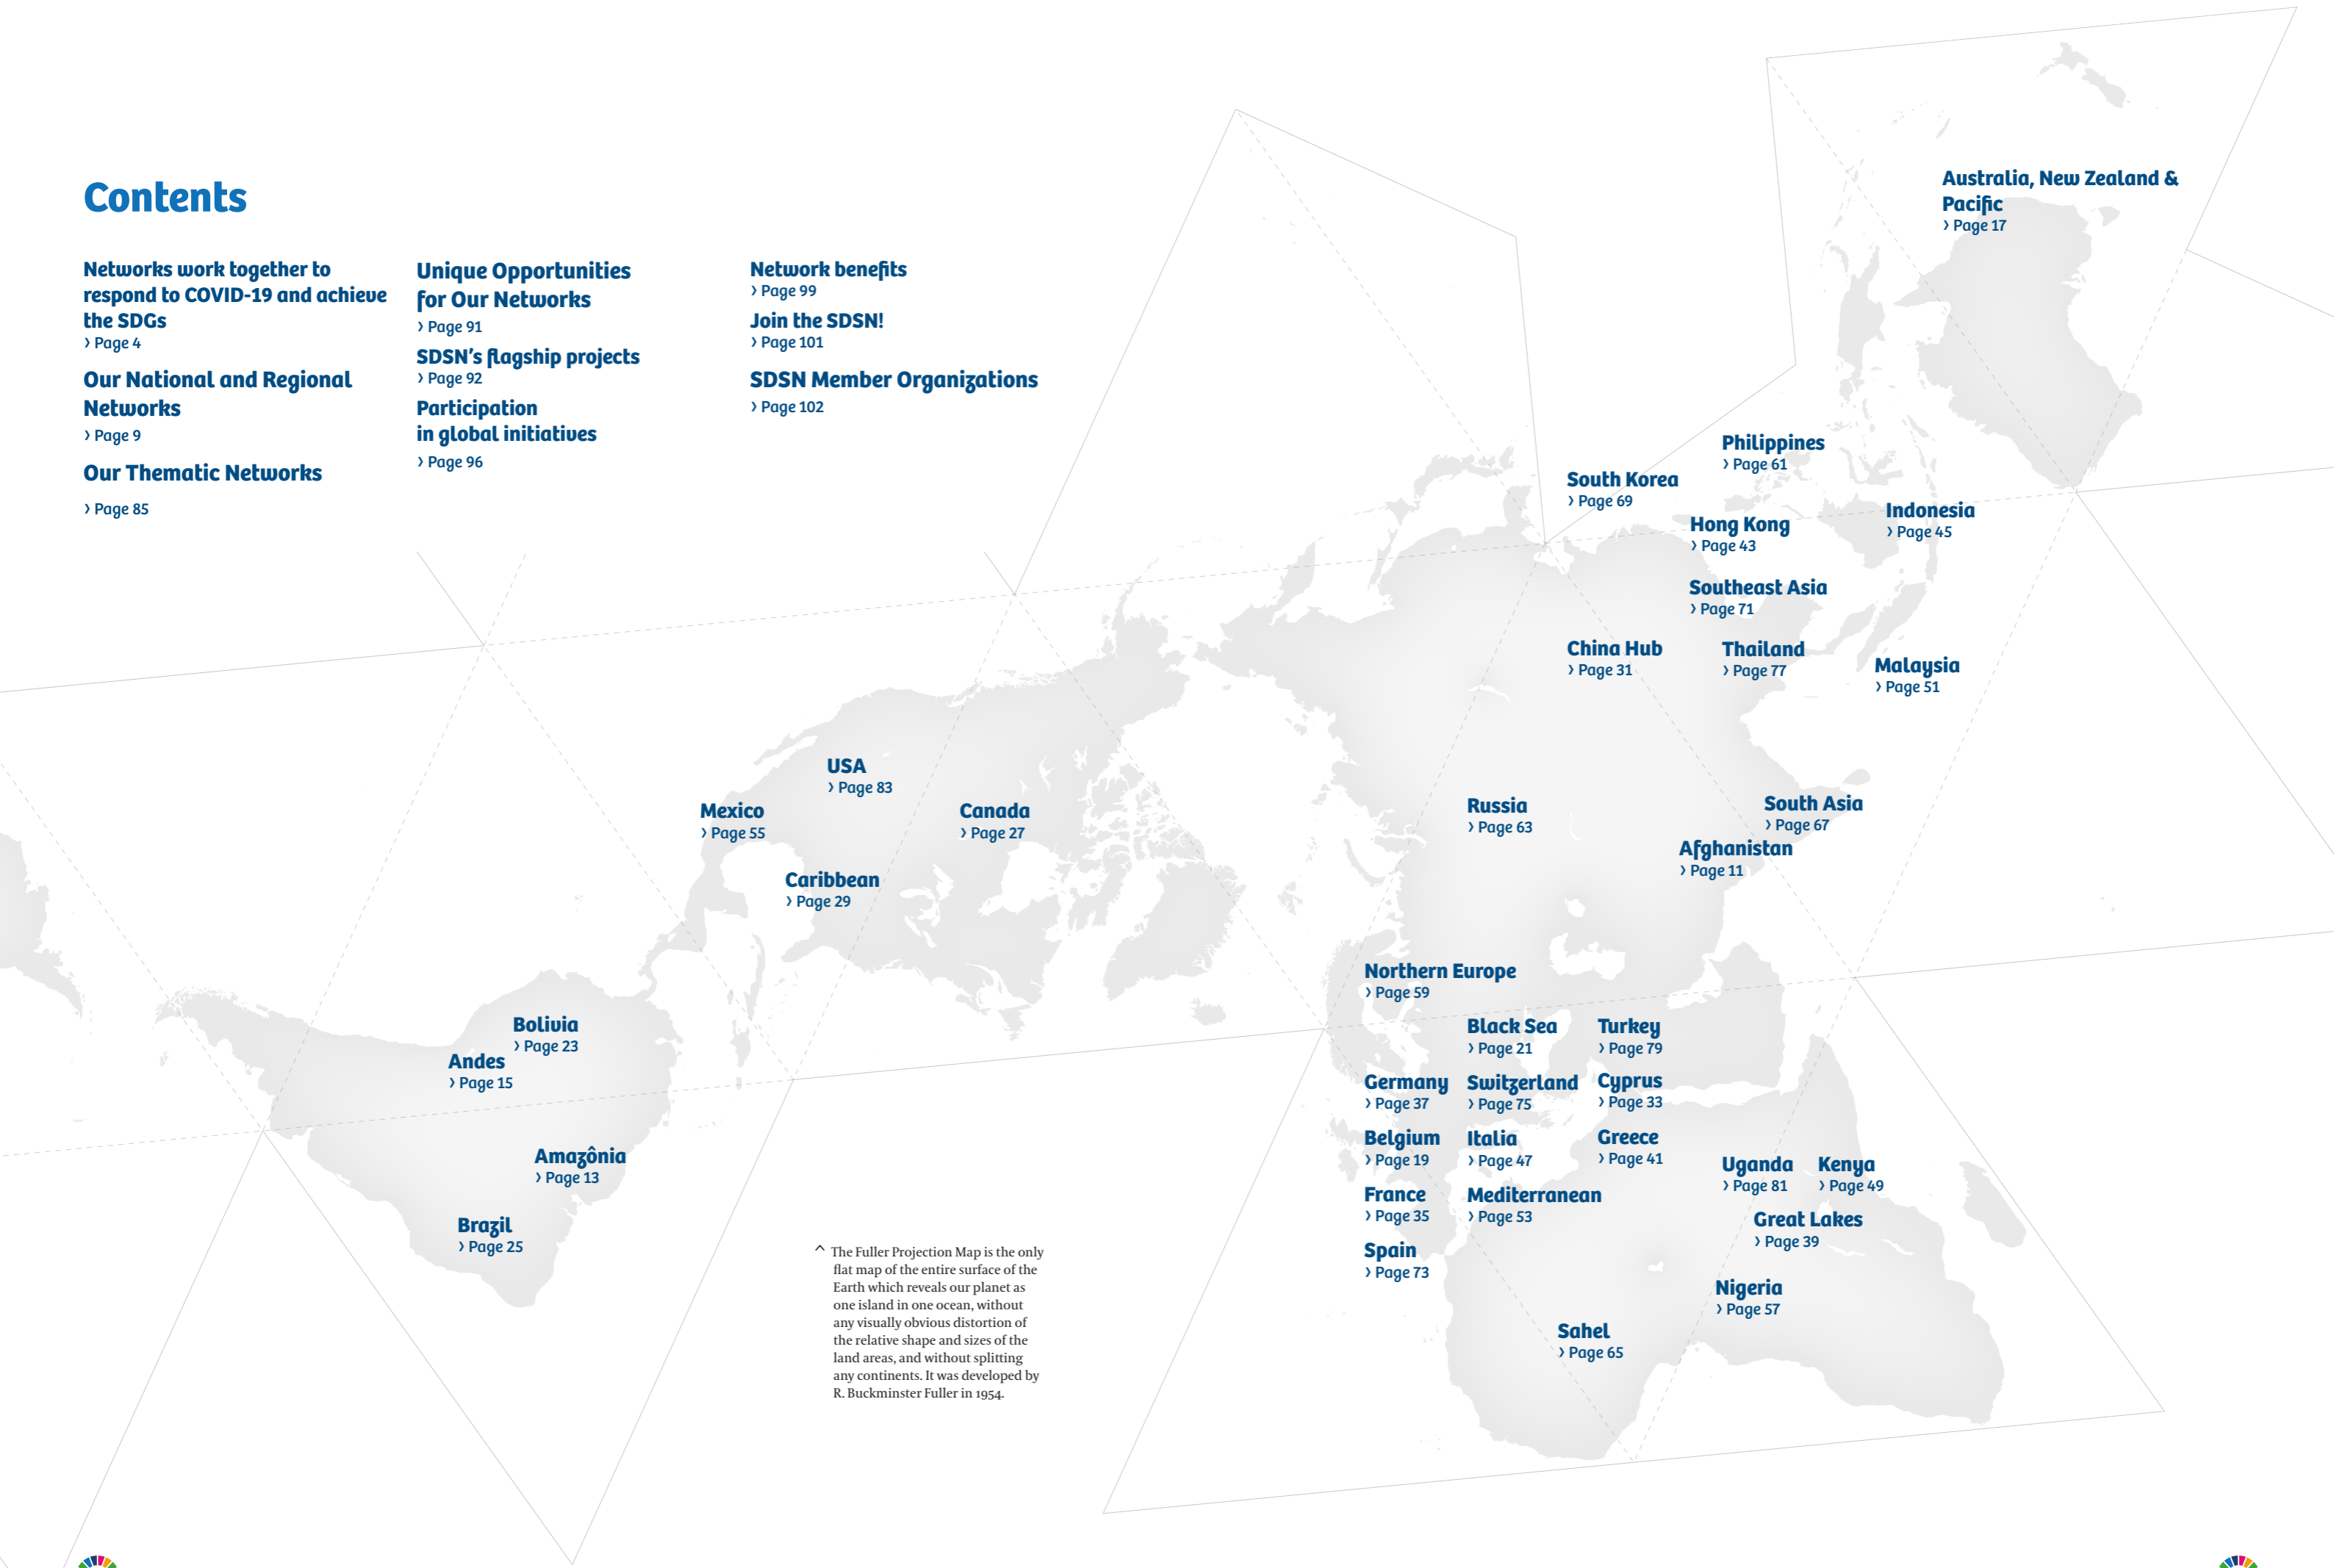 Contents
Networks work together to
respond to COVID-19 and achieve
the SDGs
› Page 4
Our National and Regional
Networks
› Page 9
Our Thematic Networks
› Page 85
Unique Opportunities
for Our Networks
› Page 91
SDSN’s flagship projects
› Page 92
Participation
in global initiatives
› Page 96
Network benefits
› Page 99
Join the SDSN!
› Page 101
SDSN Member Organizations
› Page 102
Australia, New Zealand &
Pacific
› Page 17
Philippines
› Page 61
South Korea
› Page 69
Indonesia
› Page 45
Hong Kong
› Page 43
Southeast Asia
› Page 71
China Hub
› Page 31
Thailand
› Page 77
Malaysia
› Page 51
USA
› Page 83
Mexico
› Page 55
Canada
› Page 27
Caribbean
› Page 29
Russia
› Page 63
South Asia
› Page 67
Afghanistan
› Page 11
Northern Europe
› Page 59
Black Sea
› Page 21
Turkey
› Page 79
Germany
› Page 37
Switzerland
› Page 75
Cyprus
› Page 33
Belgium
› Page 19
Italia
› Page 47
Greece
› Page 41
France
› Page 35
Mediterranean
› Page 53
Spain
› Page 73
Uganda
› Page 81
Kenya
› Page 49
Great Lakes
› Page 39
Nigeria
› Page 57
Sahel
› Page 65
Bolivia
› Page 23
Andes
› Page 15
Amazônia
› Page 13
Brazil
› Page 25
^ The Fuller Projection Map is the only
flat map of the entire surface of the
Earth which reveals our planet as
one island in one ocean, without
any visually obvious distortion of
the relative shape and sizes of the
land areas, and without splitting
any continents. It was developed by
R. Buckminster Fuller in 1954.